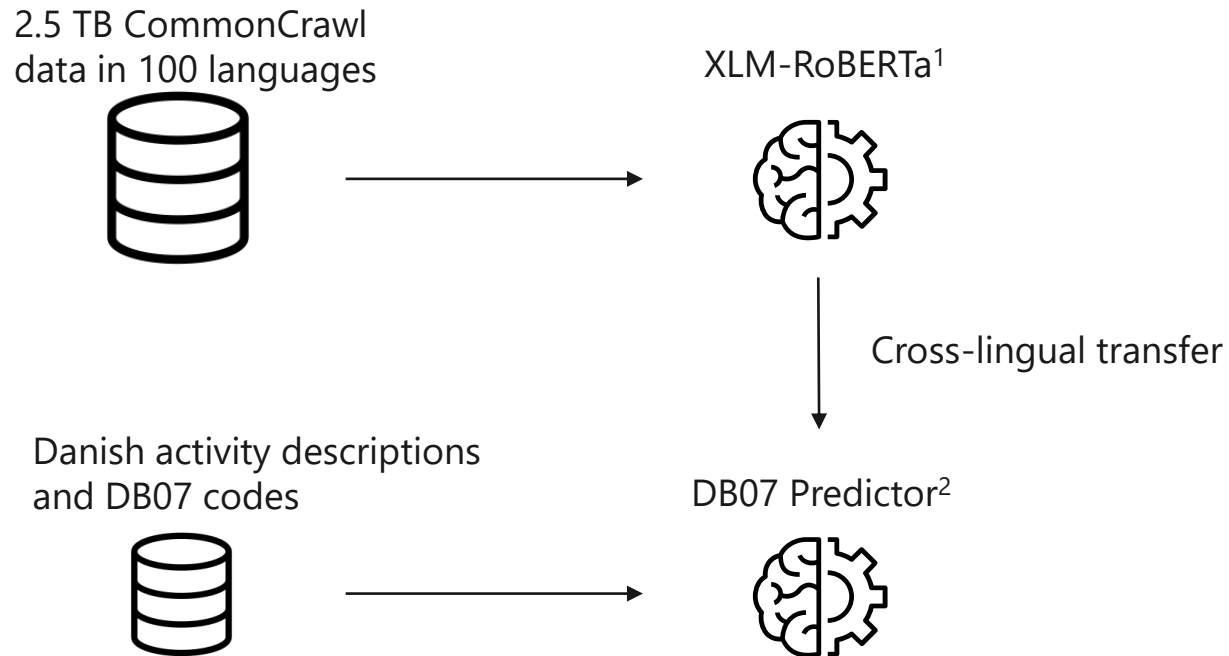 2.5 TB CommonCrawl
data in 100 languages
XLM-RoBERTa¹
Cross-lingual transfer
Danish activity descriptions
and DB07 codes
DB07 Predictor²